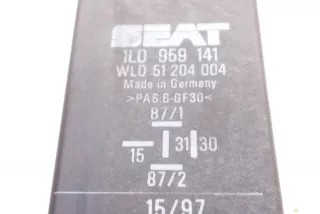 SEAT
1L0 959 141
WLO 51 204 004
Made in Germany
>PA6.6-GF30<
87/1
15 31 30
87/2
15/97